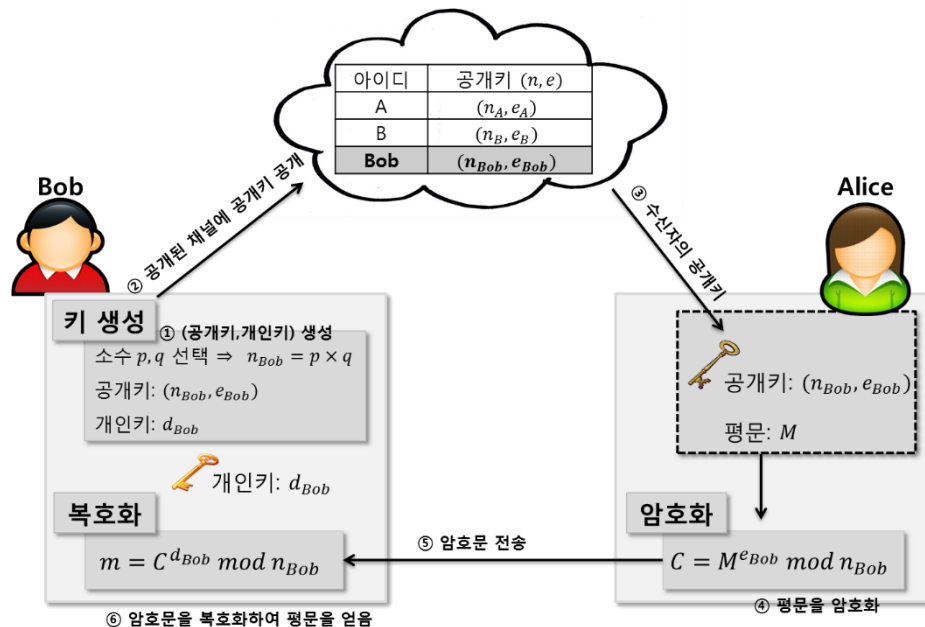 아이디 공개키 (n, e)
A (n_A, e_A)
B (n_B, e_B)
Bob (n_Bob, e_Bob)
Bob
Alice
② 공개된 채널에 공개키 공개
③ 수신자의 공개키
키 생성
① (공개키,개인키) 생성
소수 p, q 선택 ⇒ n_Bob = p × q
공개키: (n_Bob, e_Bob)
개인키: d_Bob
개인키: d_Bob
공개키: (n_Bob, e_Bob)
평문: M
복호화
m = C^{d_Bob} mod n_Bob
⑤ 암호문 전송
암호화
C = M^{e_Bob} mod n_Bob
④ 평문을 암호화
⑥ 암호문을 복호화하여 평문을 얻음